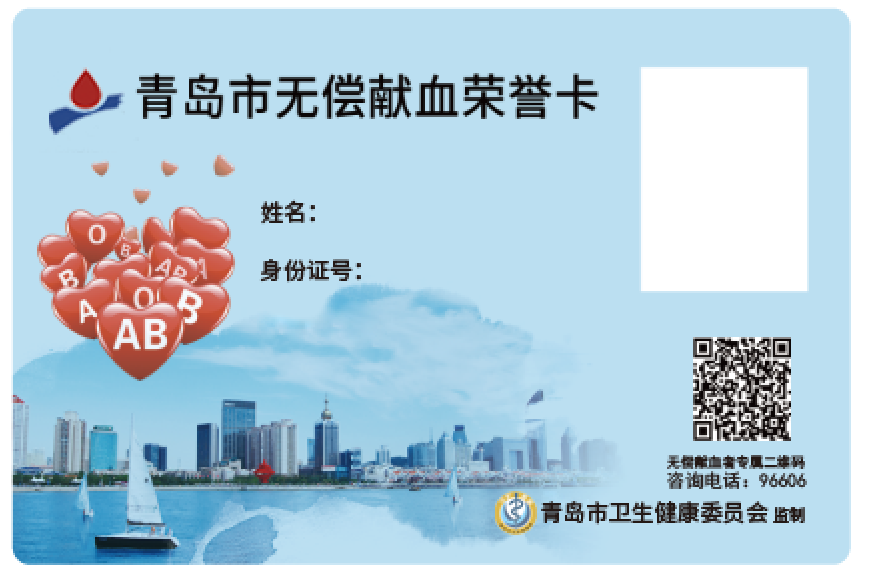 青岛市无偿献血荣誉卡
姓名：
身份证号：
O
B
B
AB
A
A
O
B
AB
无偿献血者专属二维码
咨询电话：96606
青岛市卫生健康委员会 监制